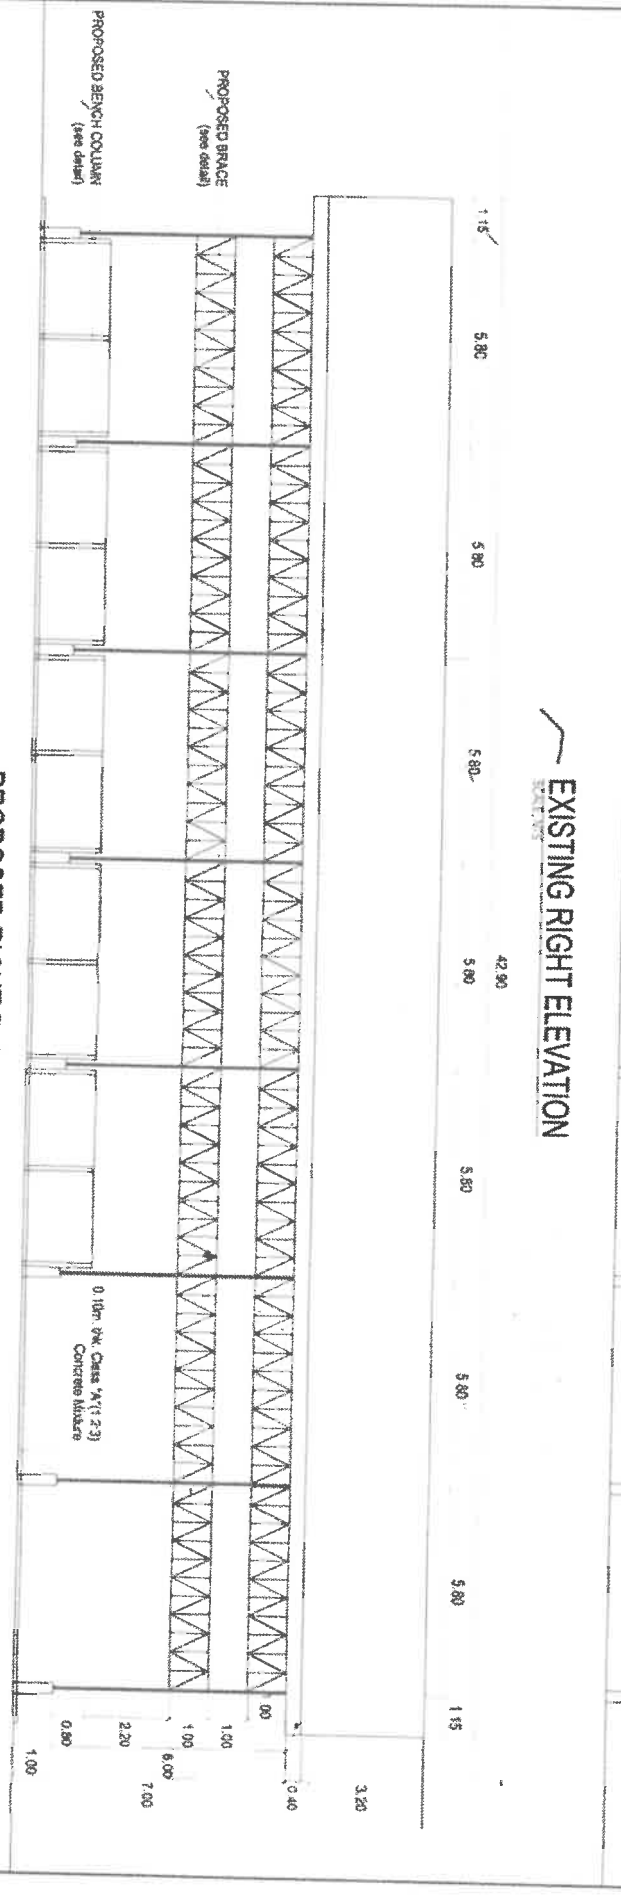 EXISTING RIGHT ELEVATION
42.90
1.15
5.80
5.80
5.80
5.80
5.80
5.80
5.80
1.15
3.20
0.40
.00
1.00
1.00
6.00
7.00
2.20
0.80
1.00
PROPOSED BRACE
(see detail)
PROPOSED BENCH COLUMN
(see detail)
0.10m. thk. Class "A"(1:2:3)
Concrete Mixture